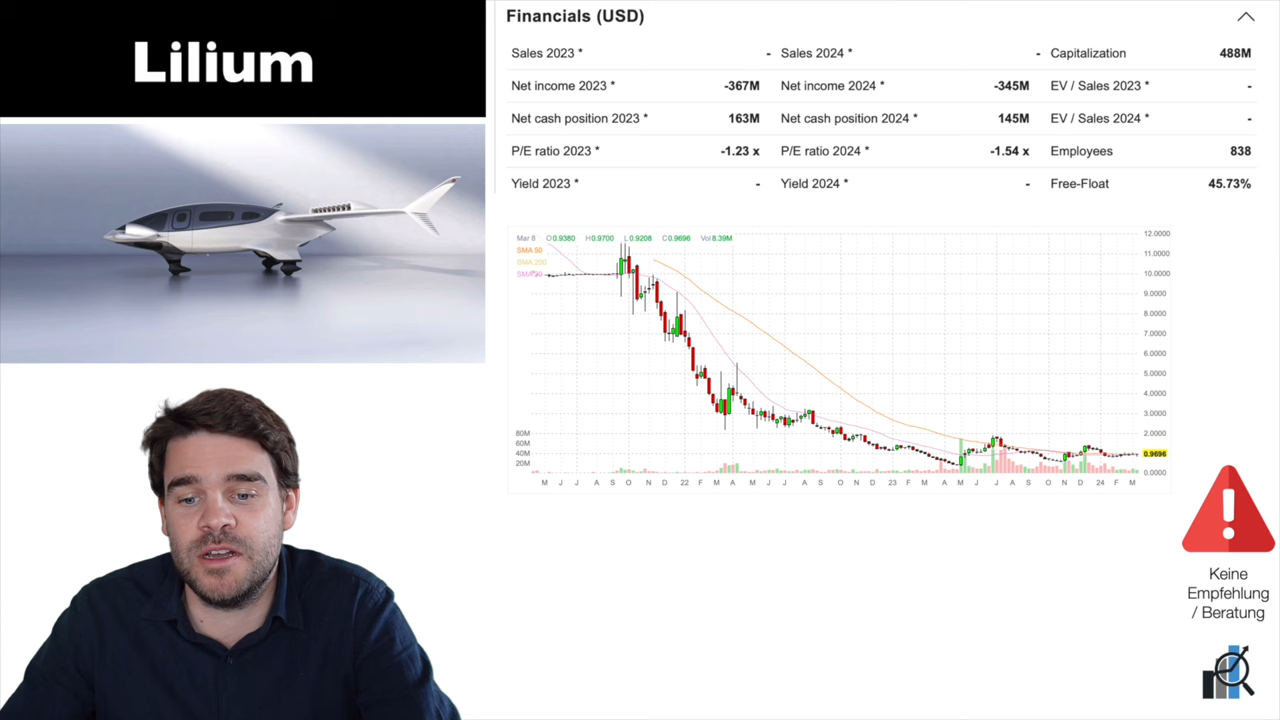 Lilium
Financials (USD)
Sales 2023 * - Sales 2024 * - Capitalization 488M
Net income 2023 * -367M Net income 2024 * -345M EV / Sales 2023 * -
Net cash position 2023 * 163M Net cash position 2024 * 145M EV / Sales 2024 * -
P/E ratio 2023 * -1.23 x P/E ratio 2024 * -1.54 x Employees 838
Yield 2023 * - Yield 2024 * - Free-Float 45.73%
Mar 8 O 0.9380 H 0.9700 L 0.9208 C 0.9696 Vol 8.39M
SMA 50
SMA 200
SMA 20
12.0000
11.0000
10.0000
9.0000
8.0000
7.0000
6.0000
5.0000
4.0000
3.0000
2.0000
0.9696
0.0000
80M
60M
40M
20M
M J J A S O N D 22 F M A M J J A S O N D 23 F M A M J J A S O N D 24 F M
Keine
Empfehlung
/ Beratung